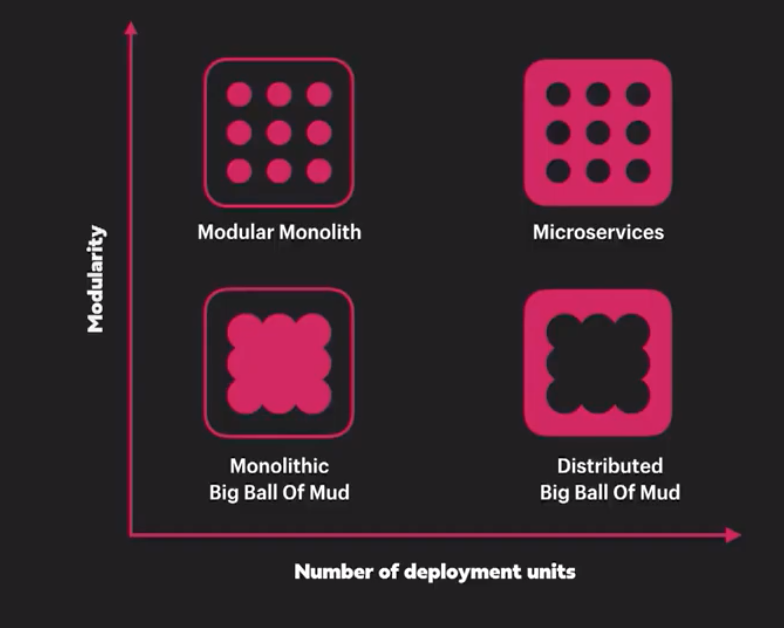 Modularity
Modular Monolith
Microservices
Monolithic
Big Ball Of Mud
Distributed
Big Ball Of Mud
Number of deployment units